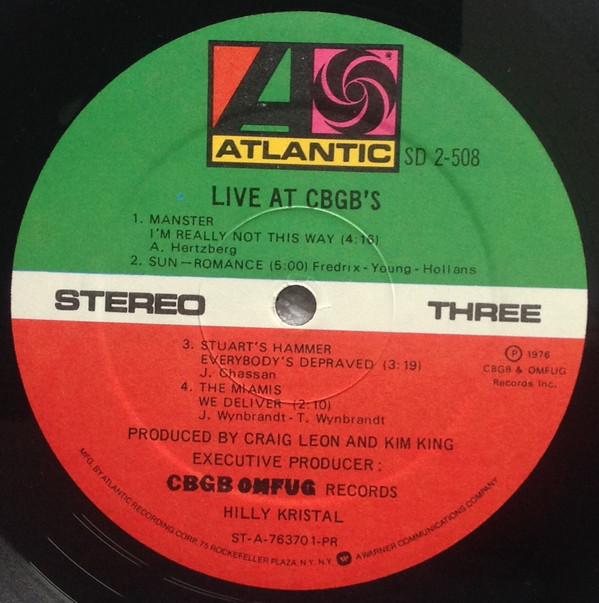 ATLANTIC
SD 2-508
LIVE AT CBGB'S
1. MANSTER
I'M REALLY NOT THIS WAY (4:16)
A. Hertzberg
2. SUN—ROMANCE (5:00) Fredrix-Young-Hollans
STEREO
THREE
3. STUART'S HAMMER
EVERYBODY'S DEPRAVED (3:19)
J. Chassan
4. THE MIAMIS
WE DELIVER (2:10)
J. Wynbrandt-T. Wynbrandt
Ⓟ 1976
CBGB & OMFUG
Records Inc.
PRODUCED BY CRAIG LEON AND KIM KING
EXECUTIVE PRODUCER:
CBGB OMFUG RECORDS
HILLY KRISTAL
ST-A-763701-PR
MFG. BY ATLANTIC RECORDING CORP., 75 ROCKEFELLER PLAZA, N.Y. N.Y. A WARNER COMMUNICATIONS COMPANY